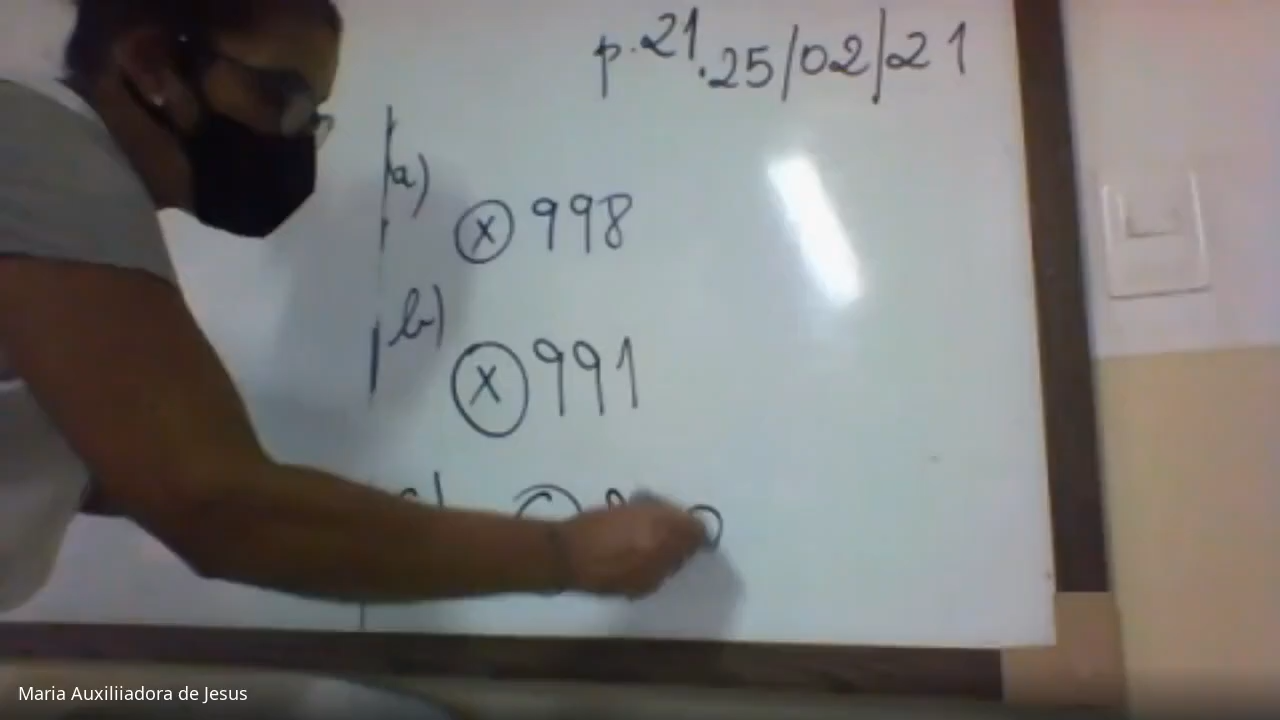 p. 21. 25/02/21
a)
ⓧ 998
b)
ⓧ 991
Maria Auxiliiadora de Jesus